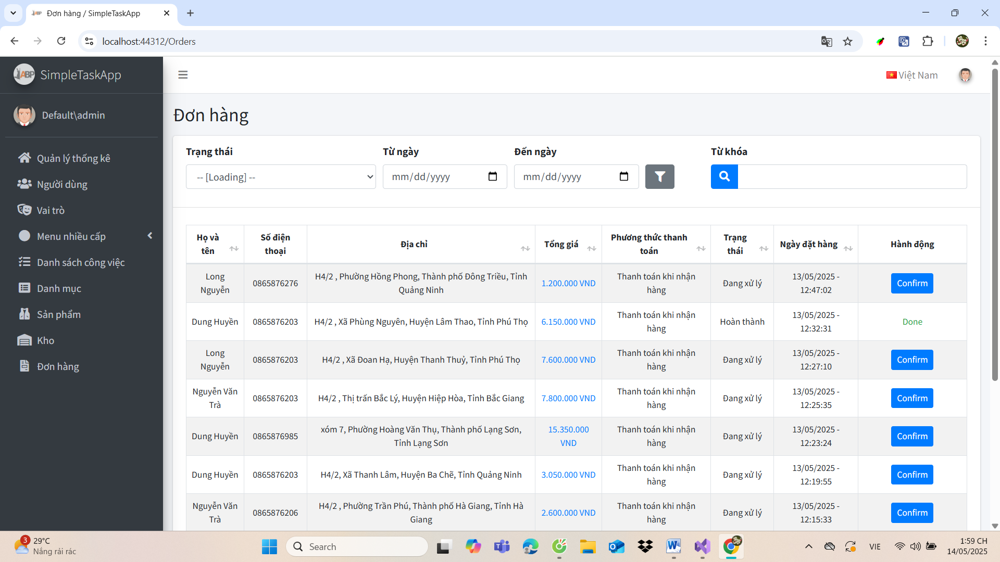 Đơn hàng / SimpleTaskApp
localhost:44312/Orders
ABP SimpleTaskApp
Việt Nam
Default\admin
Quản lý thống kê
Người dùng
Vai trò
Menu nhiều cấp
Danh sách công việc
Danh mục
Sản phẩm
Kho
Đơn hàng
Đơn hàng
Trạng thái Từ ngày Đến ngày Từ khóa
-- [Loading] -- mm/dd/yyyy mm/dd/yyyy
Họ và tên Số điện thoại Địa chỉ Tổng giá Phương thức thanh toán Trạng thái Ngày đặt hàng Hành động
Long Nguyễn 0865876276 H4/2 , Phường Hồng Phong, Thành phố Đông Triều, Tỉnh Quảng Ninh 1.200.000 VND Thanh toán khi nhận hàng Đang xử lý 13/05/2025 - 12:47:02 Confirm
Dung Huyền 0865876203 H4/2 , Xã Phùng Nguyên, Huyện Lâm Thao, Tỉnh Phú Thọ 6.150.000 VND Thanh toán khi nhận hàng Hoàn thành 13/05/2025 - 12:32:31 Done
Long Nguyễn 0865876203 H4/2 , Xã Đoan Hạ, Huyện Thanh Thuỷ, Tỉnh Phú Thọ 7.600.000 VND Thanh toán khi nhận hàng Đang xử lý 13/05/2025 - 12:27:10 Confirm
Nguyễn Văn Trà 0865876203 H4/2 , Thị trấn Bắc Lý, Huyện Hiệp Hòa, Tỉnh Bắc Giang 7.800.000 VND Thanh toán khi nhận hàng Đang xử lý 13/05/2025 - 12:25:35 Confirm
Dung Huyền 0865876985 xóm 7, Phường Hoàng Văn Thụ, Thành phố Lạng Sơn, Tỉnh Lạng Sơn 15.350.000 VND Thanh toán khi nhận hàng Đang xử lý 13/05/2025 - 12:23:24 Confirm
Dung Huyền 0865876203 H4/2, Xã Thanh Lâm, Huyện Ba Chẽ, Tỉnh Quảng Ninh 3.050.000 VND Thanh toán khi nhận hàng Đang xử lý 13/05/2025 - 12:19:55 Confirm
Nguyễn Văn Trà 0865876206 H4/2 , Phường Trần Phú, Thành phố Hà Giang, Tỉnh Hà Giang 2.600.000 VND Thanh toán khi nhận hàng Đang xử lý 13/05/2025 - 12:15:33 Confirm
3
29°C
Nắng rải rác
Search
VIE
1:59 CH
14/05/2025